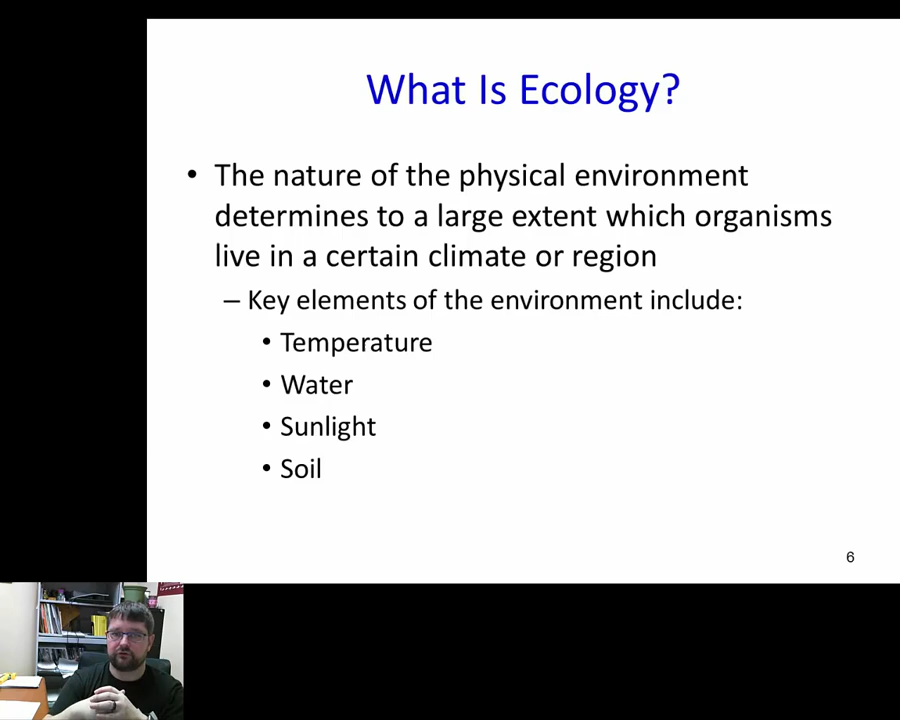 What Is Ecology?
• The nature of the physical environment
determines to a large extent which organisms
live in a certain climate or region
– Key elements of the environment include:
• Temperature
• Water
• Sunlight
• Soil
6